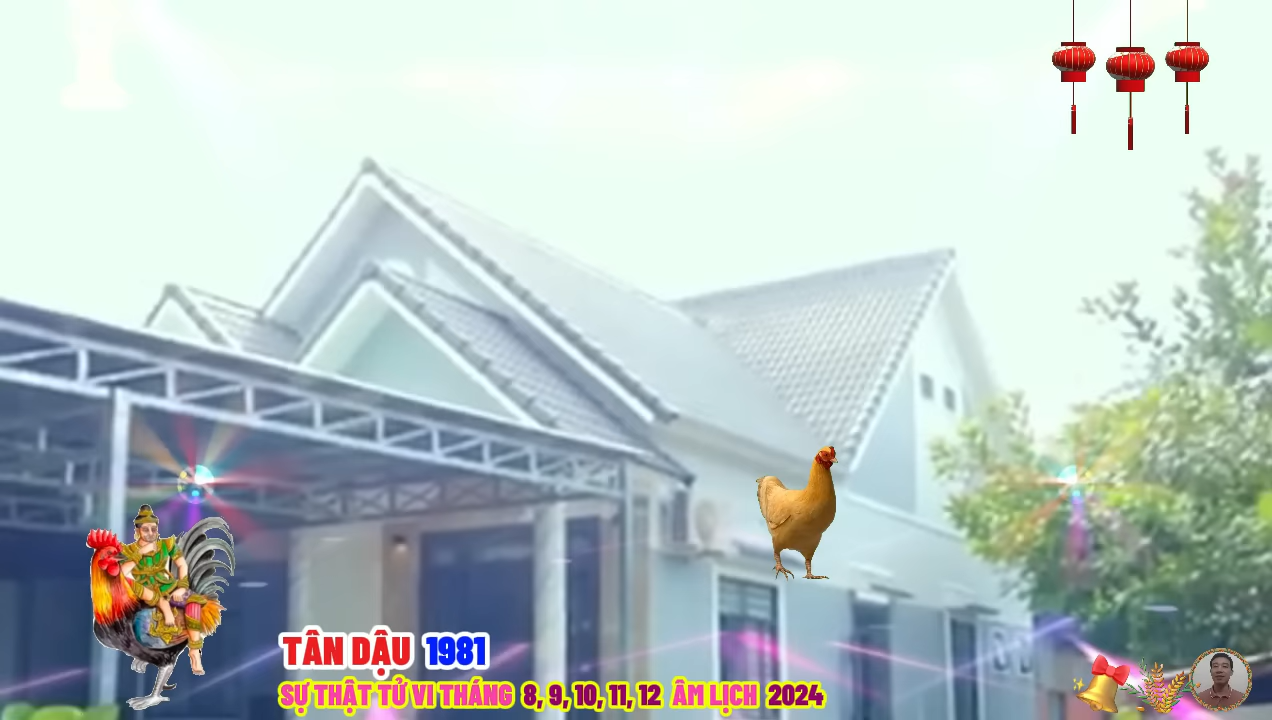 TÂN DẬU 1981
SỰ THẬT TỬ VI THÁNG 8, 9, 10, 11, 12 ÂM LỊCH 2024